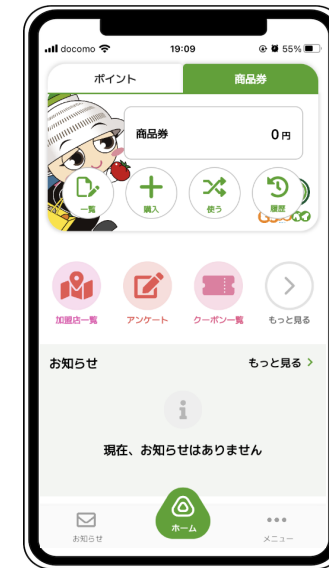 docomo 19:09 55%
ポイント 商品券
商品券 0円
一覧 購入 使う 履歴
加盟店一覧 アンケート クーポン一覧 もっと見る
お知らせ もっと見る
現在、お知らせはありません
お知らせ ホーム メニュー